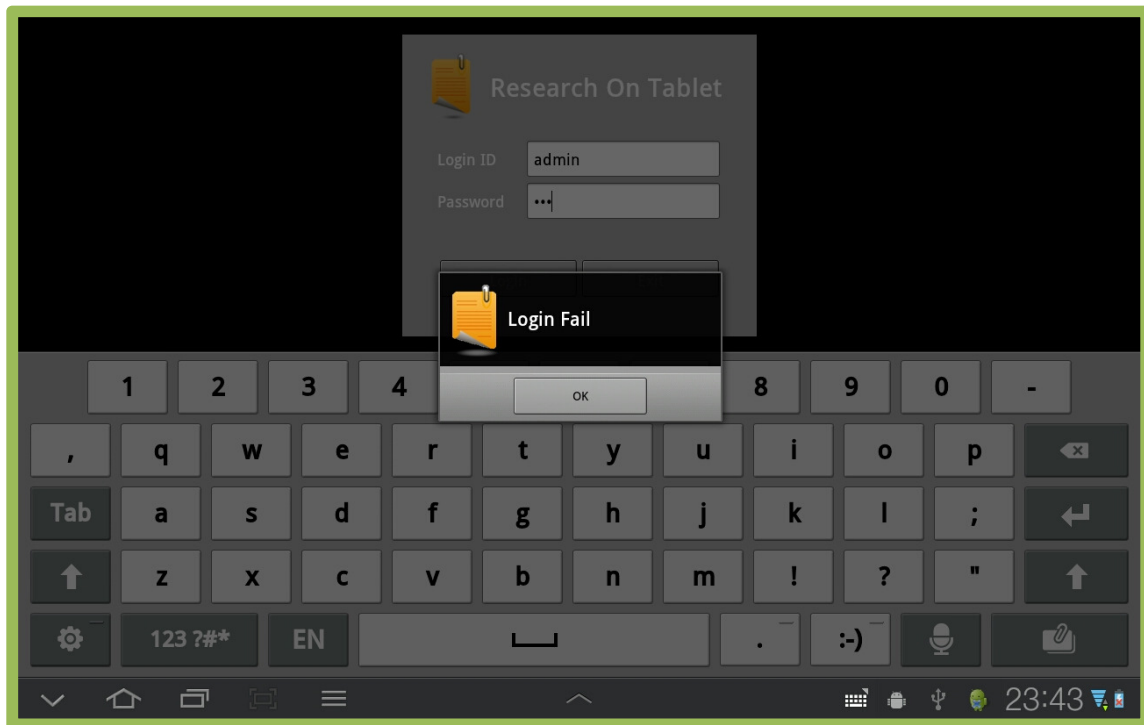 Research On Tablet
Login ID admin
Password •••
Login Fail
OK
1 2 3 4 8 9 0 -
, q w e r t y u i o p
Tab a s d f g h j k l ;
z x c v b n m ! ? "
123 ?#* EN . :-)
23:43